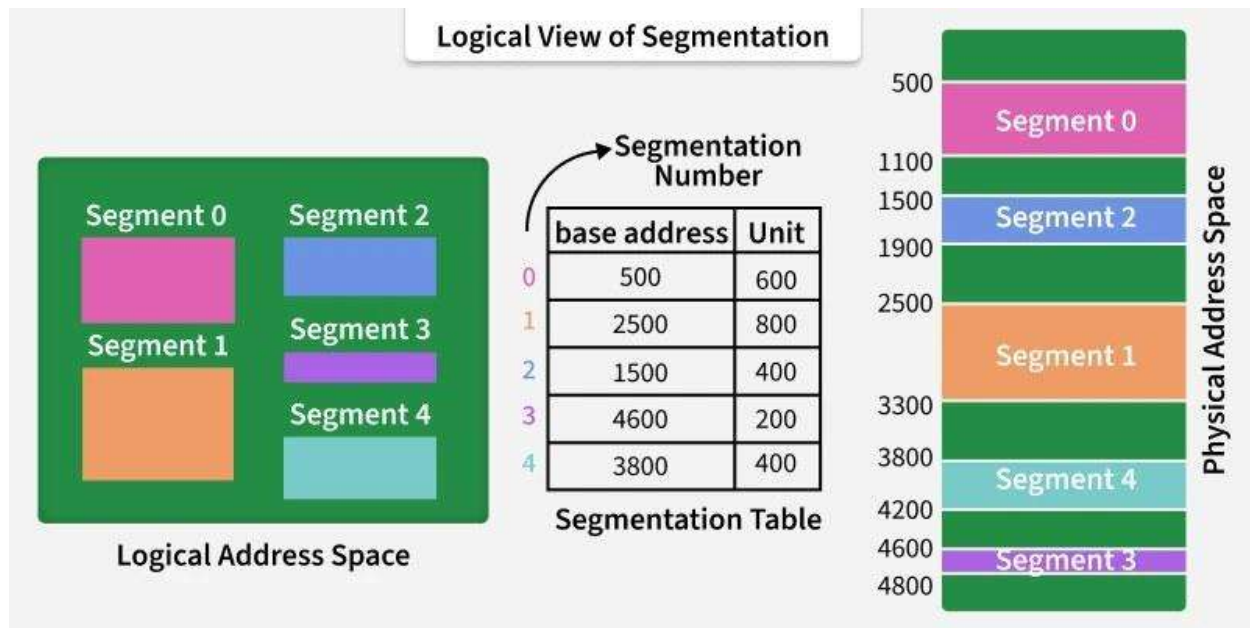 Logical View of Segmentation
Segment 0
Segment 2
Segment 1
Segment 3
Segment 4
Logical Address Space
Segmentation
Number
base address Unit
0 500 600
1 2500 800
2 1500 400
3 4600 200
4 3800 400
Segmentation Table
500
Segment 0
1100
1500
Segment 2
1900
2500
Segment 1
3300
3800
Segment 4
4200
4600
Segment 3
4800
Physical Address Space